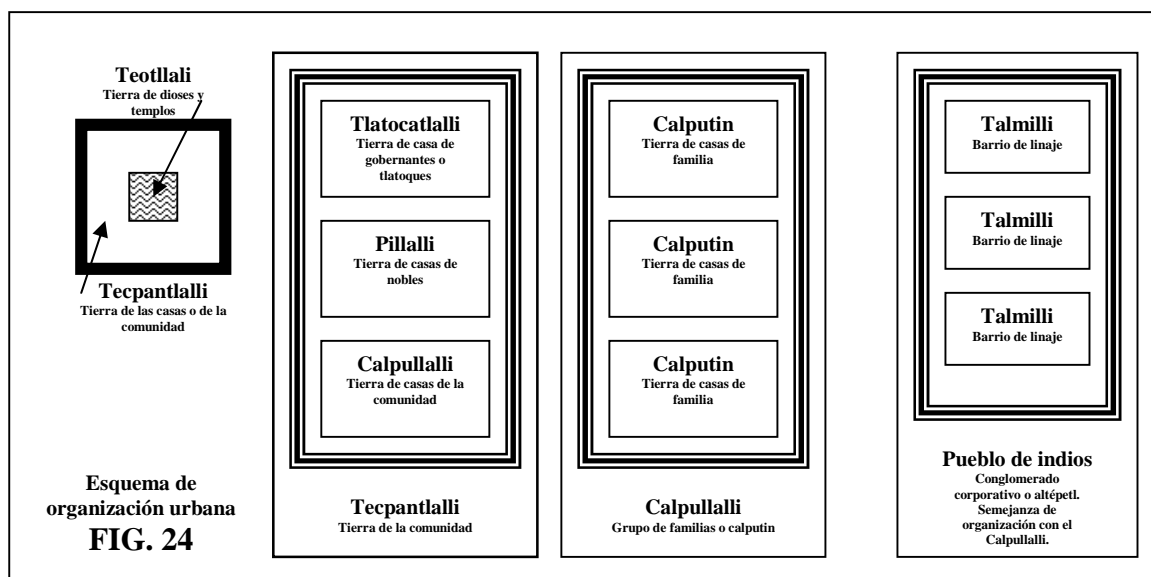 Teotllali
Tierra de dioses y
templos
Tecpantlalli
Tierra de las casas o de la
comunidad
Esquema de
organización urbana
FIG. 24
Tlatocatlalli
Tierra de casa de
gobernantes o
tlatoques
Pillalli
Tierra de casas de
nobles
Calpullalli
Tierra de casas de la
comunidad
Tecpantlalli
Tierra de la comunidad
Calputin
Tierra de casas de
familia
Calputin
Tierra de casas de
familia
Calputin
Tierra de casas de
familia
Calpullalli
Grupo de familias o calputin
Talmilli
Barrio de linaje
Talmilli
Barrio de linaje
Talmilli
Barrio de linaje
Pueblo de indios
Conglomerado
corporativo o altépetl.
Semejanza de
organización con el
Calpullalli.